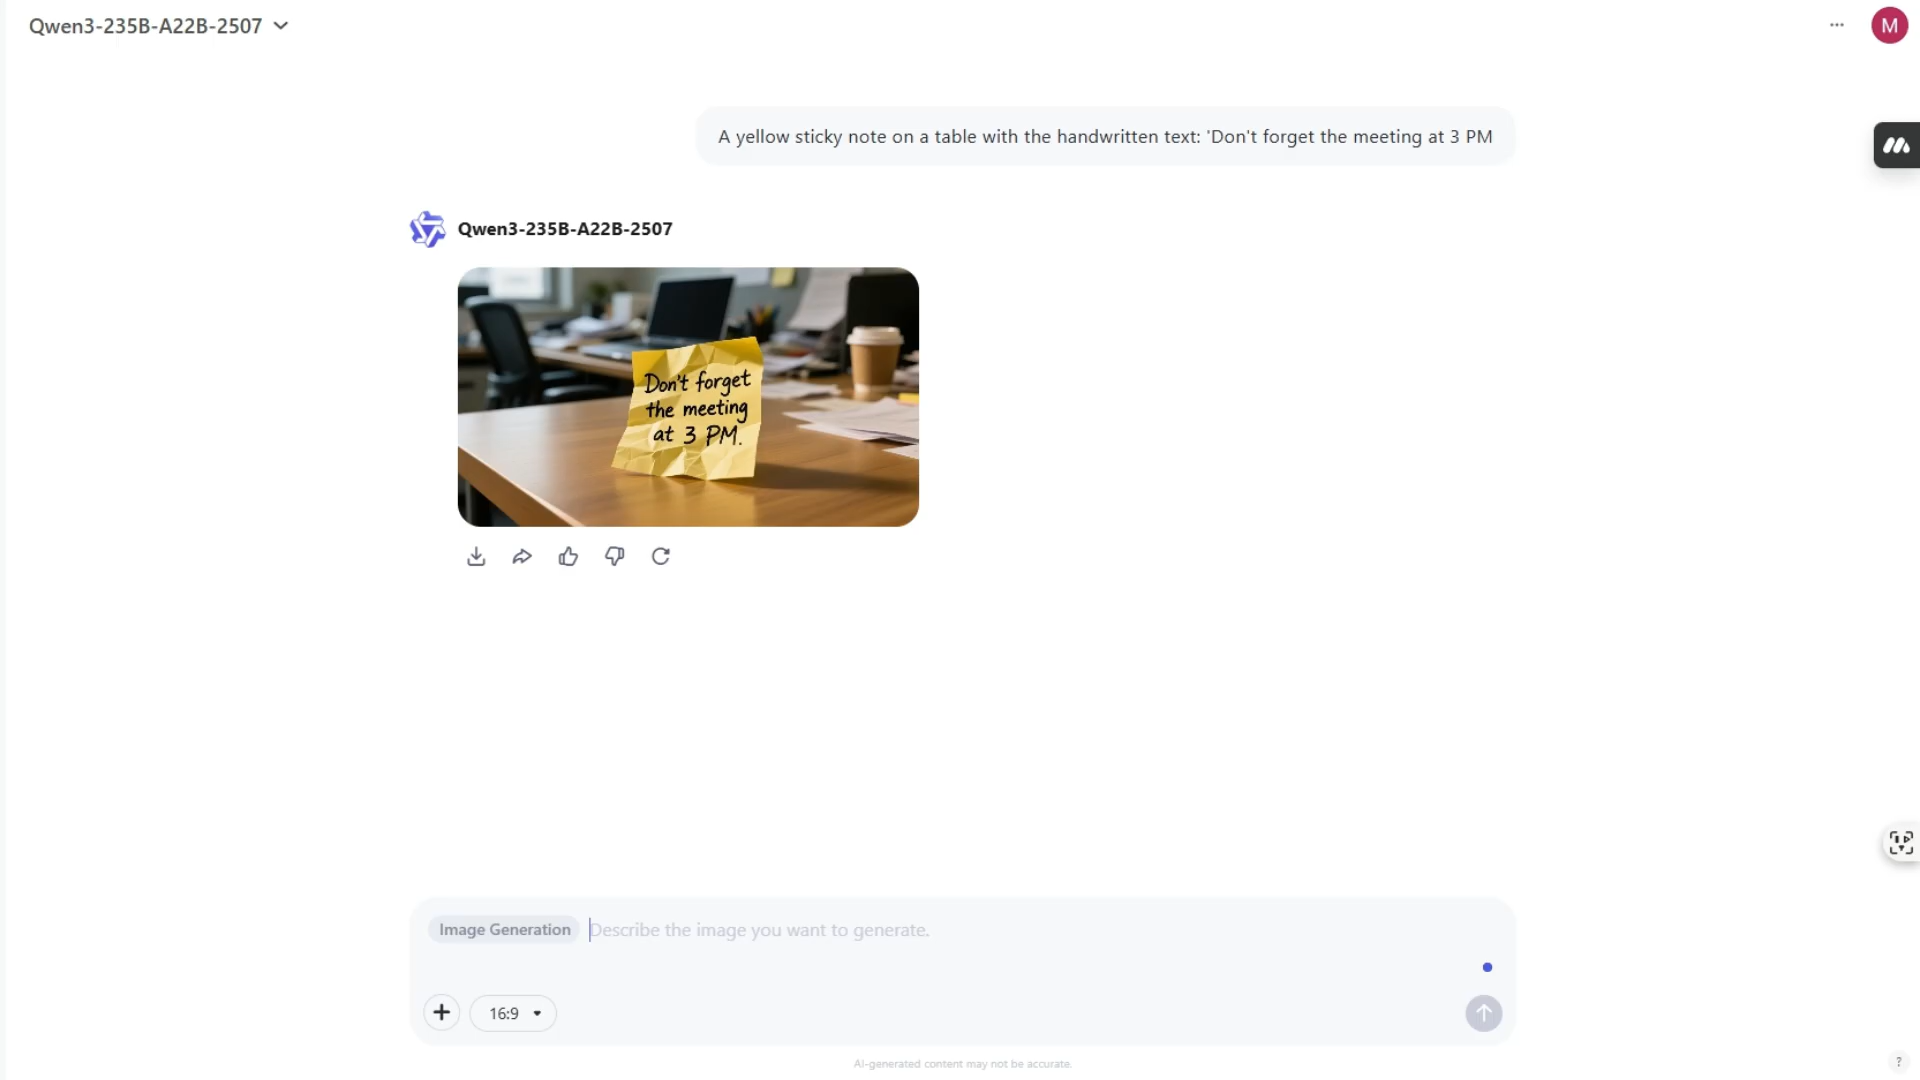 Qwen3-235B-A22B-2507
M
A yellow sticky note on a table with the handwritten text: 'Don't forget the meeting at 3 PM
Qwen3-235B-A22B-2507
Don't forget
the meeting
at 3 PM.
Image Generation Describe the image you want to generate.
16:9
AI-generated content may not be accurate.
?